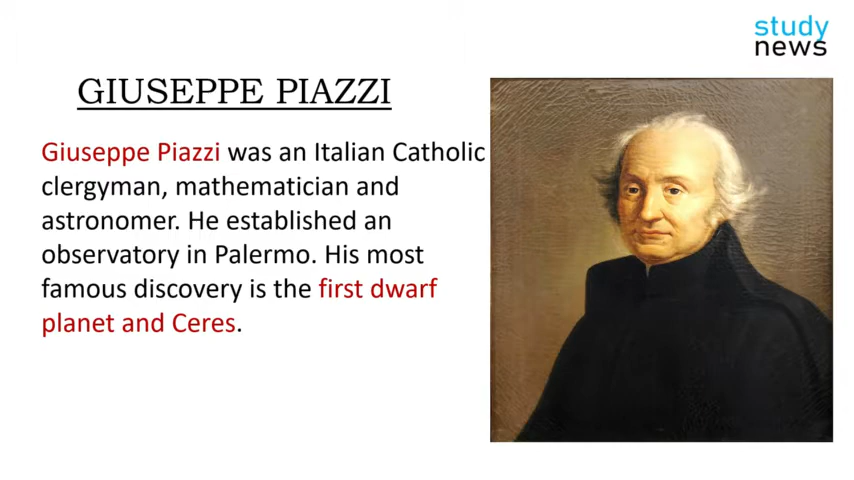 study
news
GIUSEPPE PIAZZI
Giuseppe Piazzi was an Italian Catholic
clergyman, mathematician and
astronomer. He established an
observatory in Palermo. His most
famous discovery is the first dwarf
planet and Ceres.